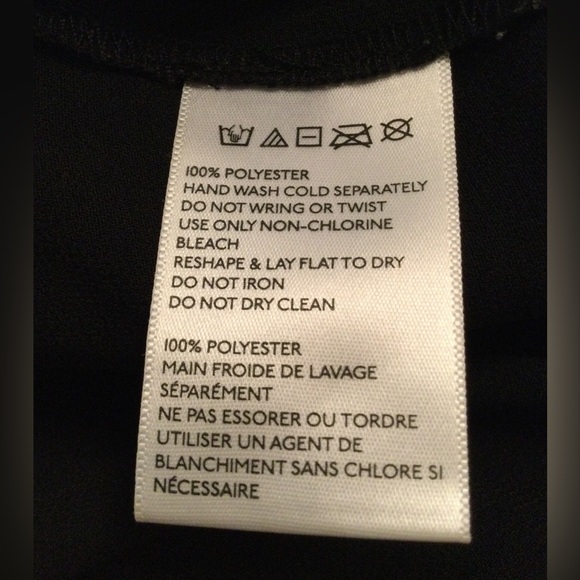 100% POLYESTER
HAND WASH COLD SEPARATELY
DO NOT WRING OR TWIST
USE ONLY NON-CHLORINE
BLEACH
RESHAPE & LAY FLAT TO DRY
DO NOT IRON
DO NOT DRY CLEAN
100% POLYESTER
MAIN FROIDE DE LAVAGE
SÉPARÉMENT
NE PAS ESSORER OU TORDRE
UTILISER UN AGENT DE
BLANCHIMENT SANS CHLORE SI
NÉCESSAIRE